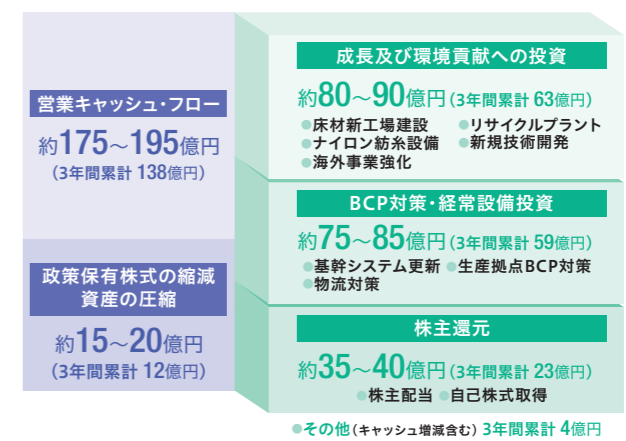 営業キャッシュ・フロー
約175～195億円
（3年間累計 138億円）
政策保有株式の縮減
資産の圧縮
約15～20億円
（3年間累計 12億円）
成長及び環境貢献への投資
約80～90億円（3年間累計 63億円）
●床材新工場建設 ●リサイクルプラント
●ナイロン紡糸設備 ●新規技術開発
●海外事業強化
BCP対策・経常設備投資
約75～85億円（3年間累計 59億円）
●基幹システム更新 ●生産拠点BCP対策
●物流対策
株主還元
約35～40億円（3年間累計 23億円）
●株主配当 ●自己株式取得
●その他（キャッシュ増減含む） 3年間累計 4億円